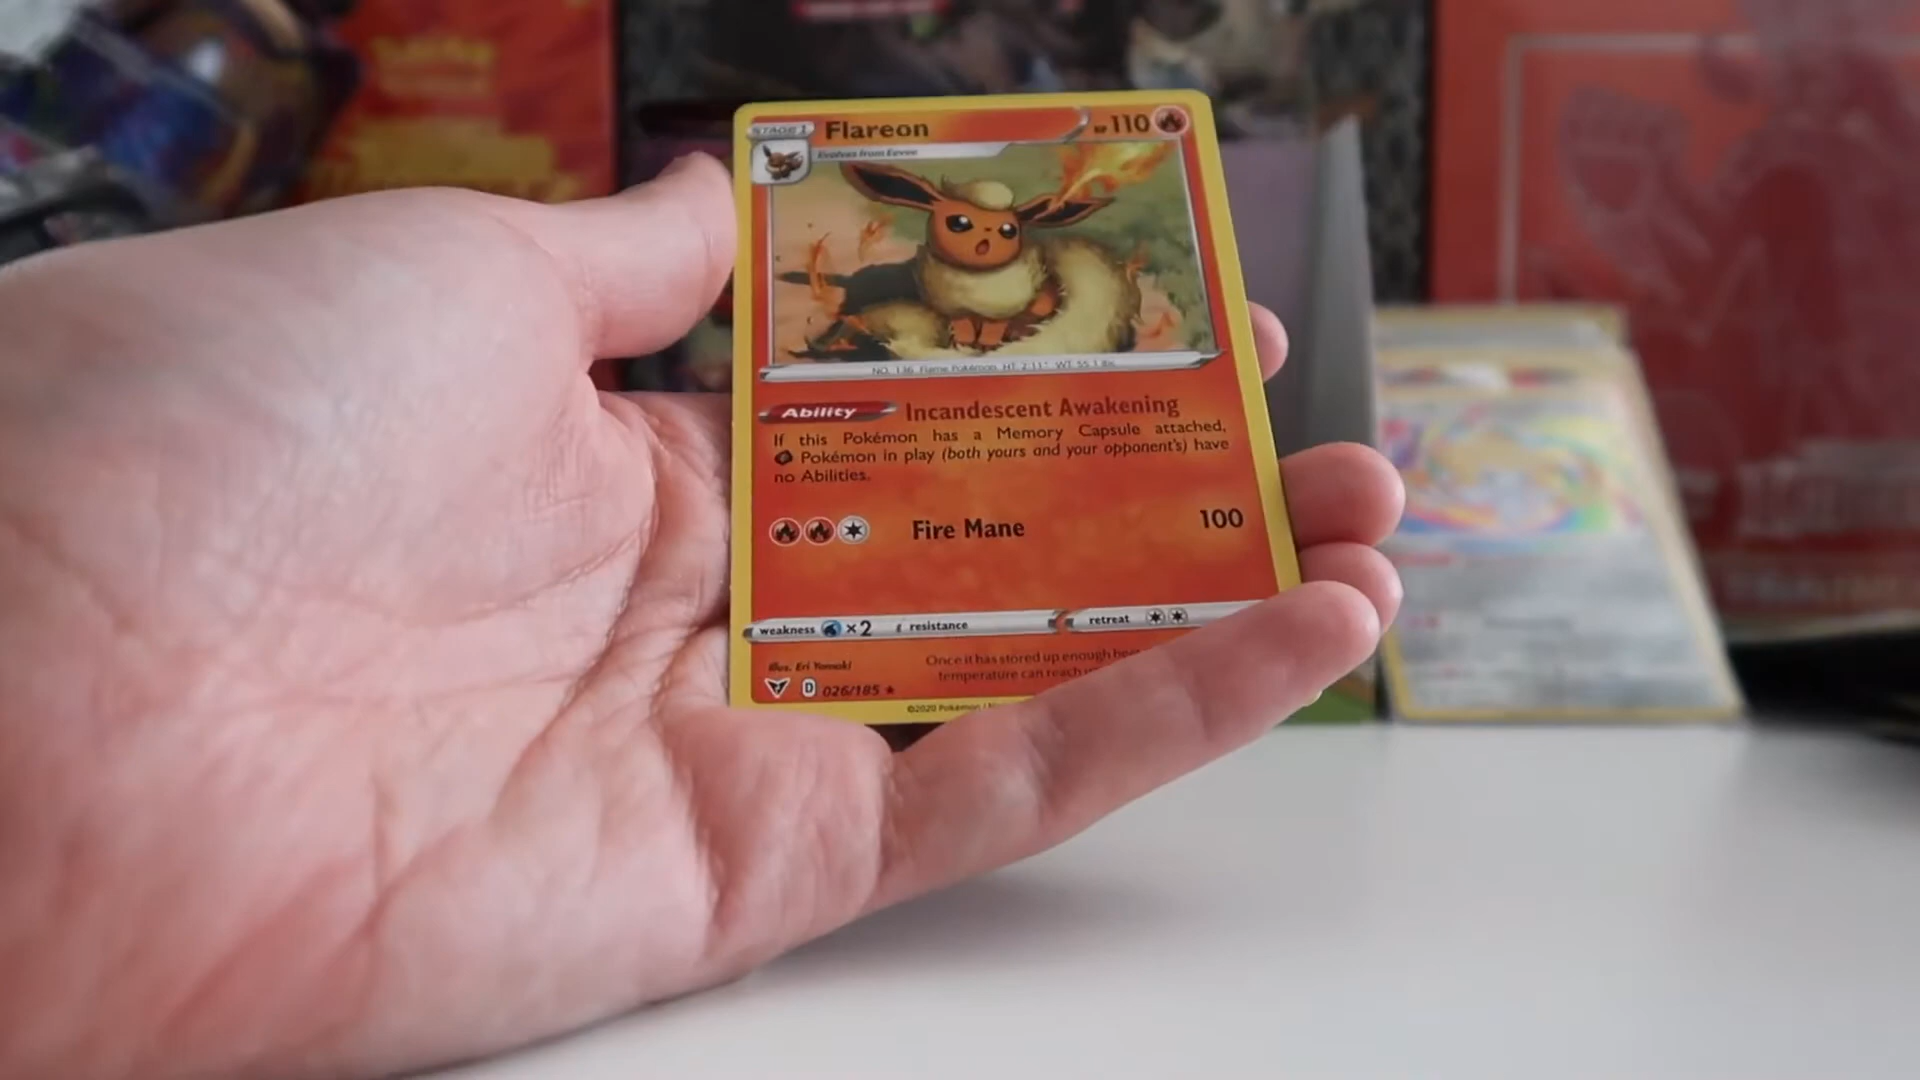 Pokémon
STAGE 1 Flareon HP 110
Evolves from Eevee
NO. 136 Flame Pokémon HT: 2'11" WT: 55.1 lbs.
Ability Incandescent Awakening
If this Pokémon has a Memory Capsule attached,
Pokémon in play (both yours and your opponent's) have
no Abilities.
Fire Mane 100
weakness ×2 resistance retreat
Illus. Eri Yamaki
Once it has stored up enough
temperature can reach
D 026/185
©2020 Pokémon